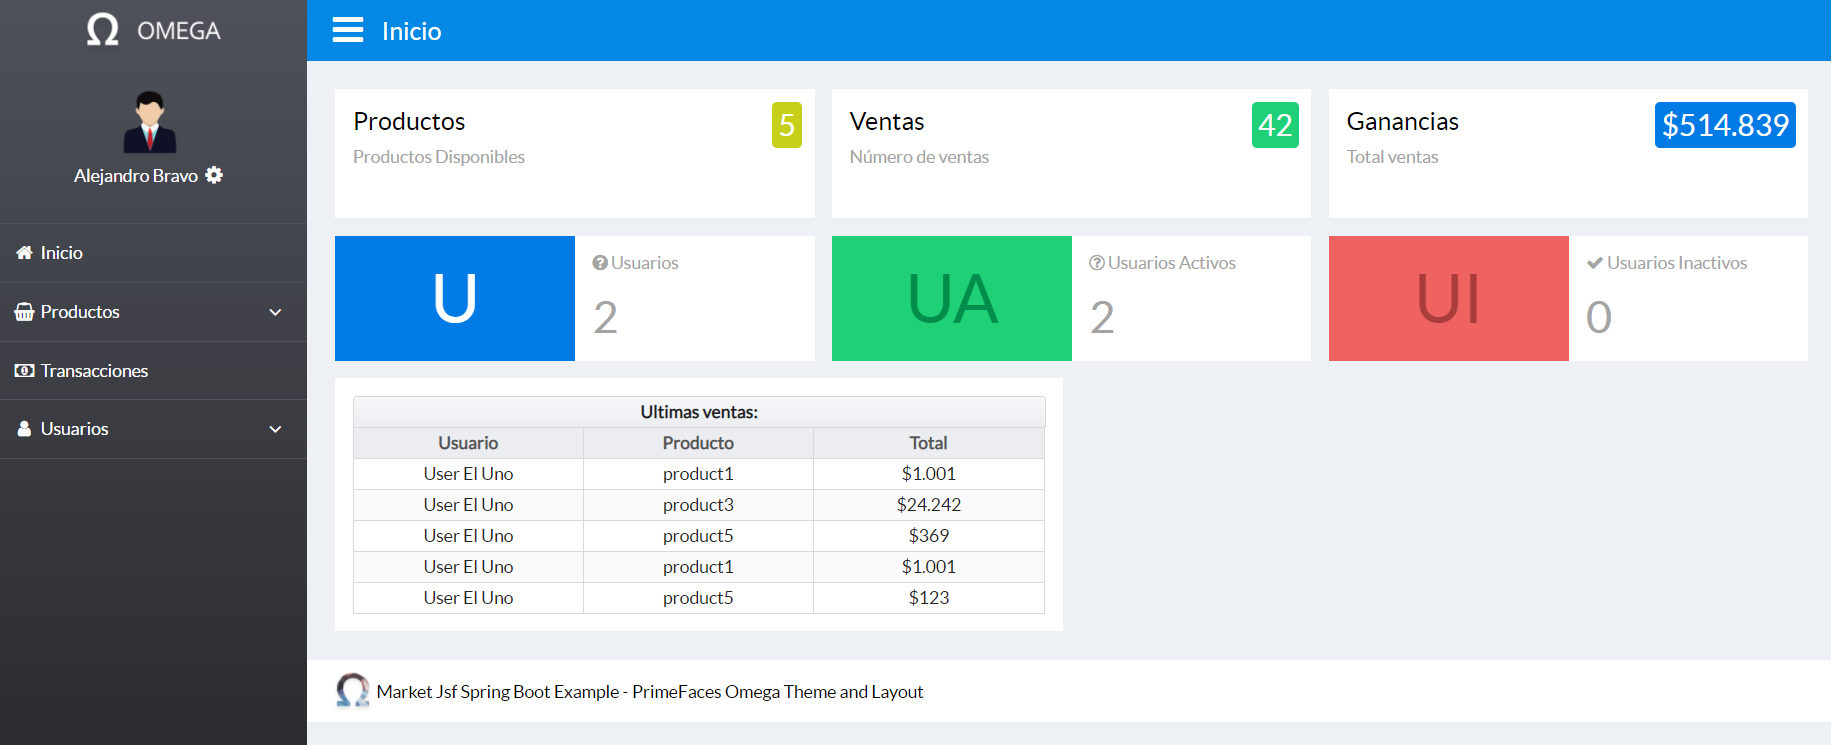 Ω OMEGA
Alejandro Bravo
Inicio
Productos
Transacciones
Usuarios
Inicio
Productos 5
Productos Disponibles
Ventas 42
Número de ventas
Ganancias $514.839
Total ventas
U
Usuarios
2
UA
Usuarios Activos
2
UI
Usuarios Inactivos
0
Ultimas ventas:
Usuario Producto Total
User El Uno product1 $1.001
User El Uno product3 $24.242
User El Uno product5 $369
User El Uno product1 $1.001
User El Uno product5 $123
Ω Market Jsf Spring Boot Example - PrimeFaces Omega Theme and Layout